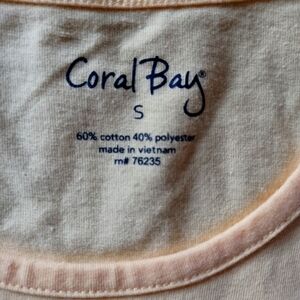 Coral Bay®
S
60% cotton 40% polyester
made in vietnam
rn# 76235